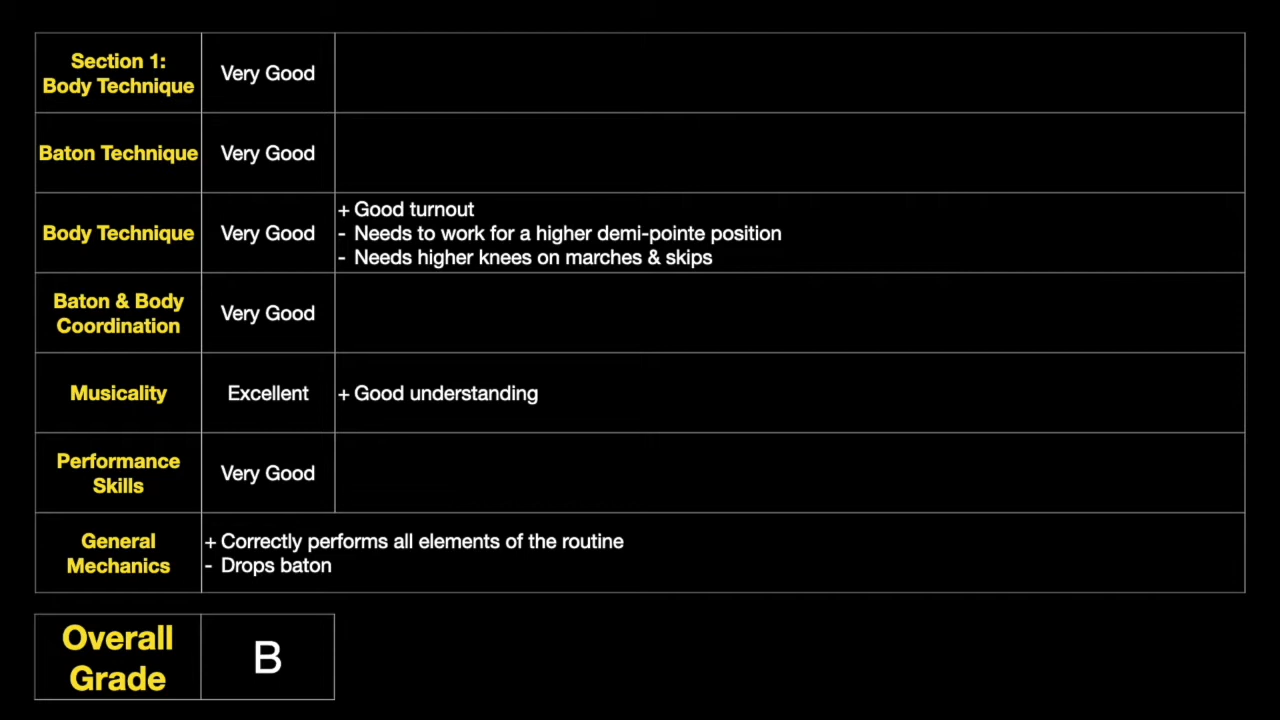 Section 1:
Body Technique
Very Good
Baton Technique
Very Good
Body Technique
Very Good
+ Good turnout
- Needs to work for a higher demi-pointe position
- Needs higher knees on marches & skips
Baton & Body
Coordination
Very Good
Musicality
Excellent
+ Good understanding
Performance
Skills
Very Good
General
Mechanics
+ Correctly performs all elements of the routine
- Drops baton
Overall
Grade
B